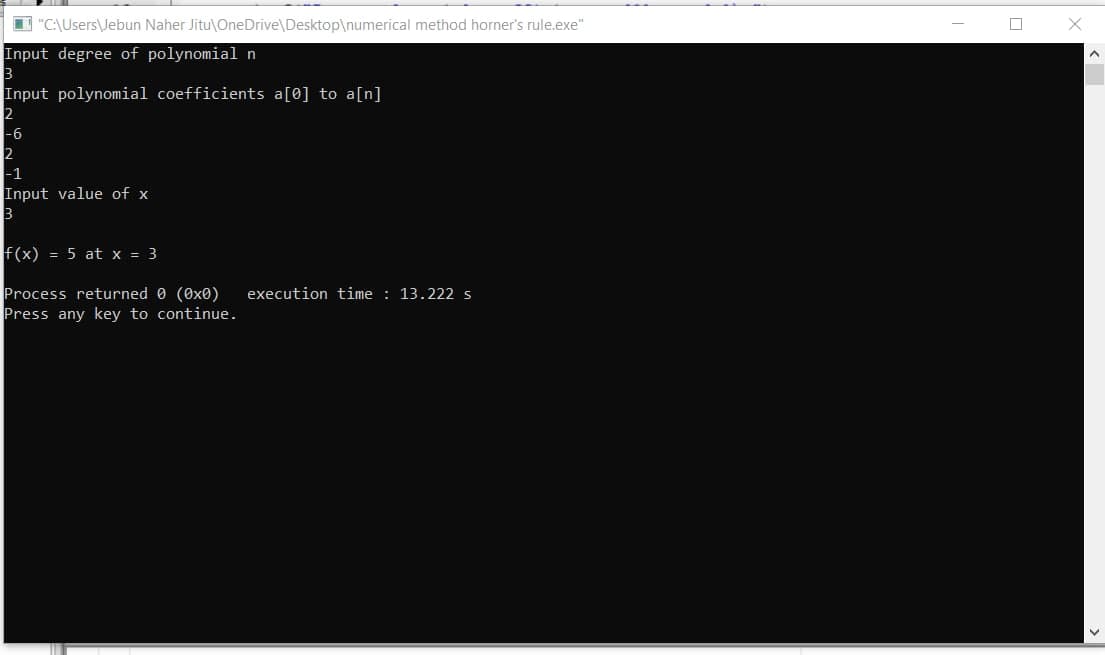 "C:\Users\Jebun Naher Jitu\OneDrive\Desktop\numerical method horner's rule.exe"
Input degree of polynomial n
3
Input polynomial coefficients a[0] to a[n]
2
-6
2
-1
Input value of x
3
f(x) = 5 at x = 3
Process returned 0 (0x0)   execution time : 13.222 s
Press any key to continue.